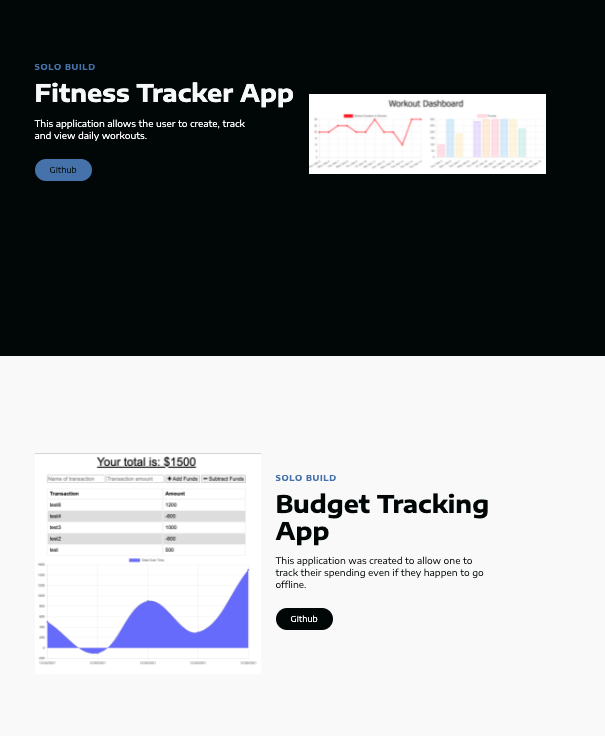 SOLO BUILD
Fitness Tracker App
This application allows the user to create, track
and view daily workouts.
Github
Workout Dashboard
Your total is: $1500
Name of transaction
Transaction amount
Add Funds
Subtract Funds
Transaction Amount
test5 1200
test4 -800
test3 1000
test2 -800
test 500
SOLO BUILD
Budget Tracking
App
This application was created to allow one to
track their spending even if they happen to go
offline.
Github